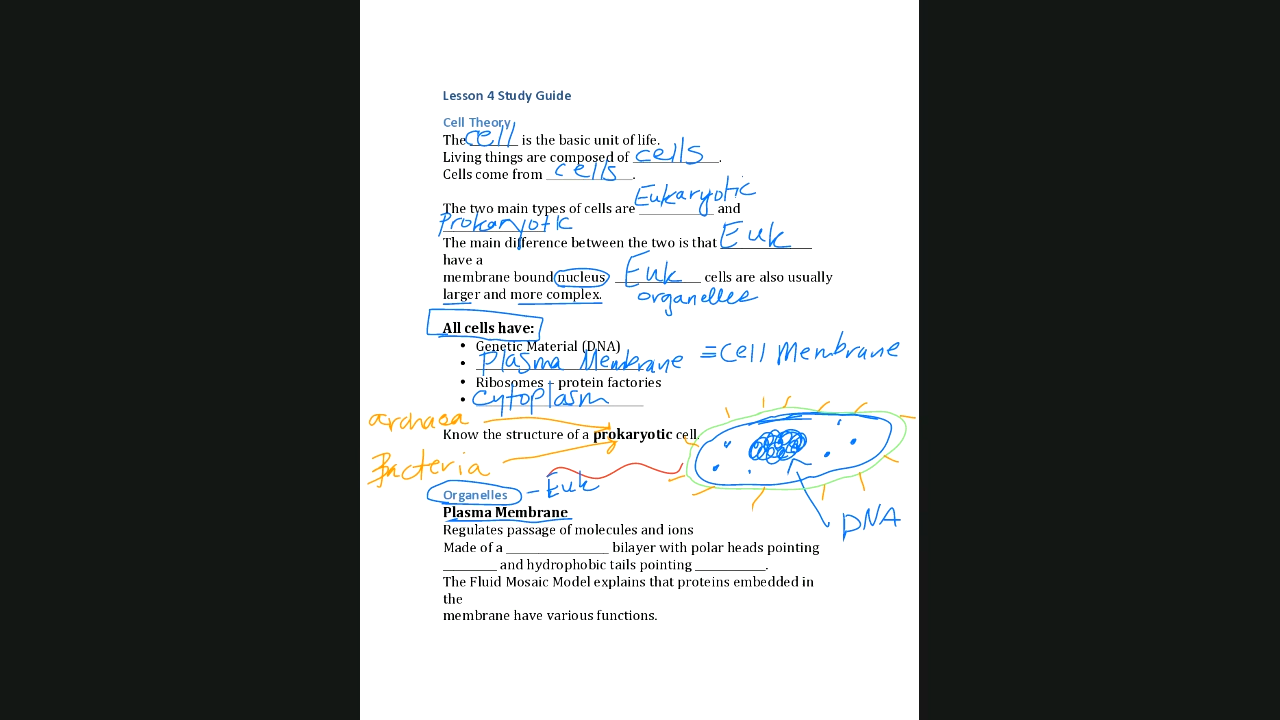 Lesson 4 Study Guide
Cell Theory
The cell is the basic unit of life.
Living things are composed of cells.
Cells come from cells.
The two main types of cells are Eukaryotic and
Prokaryotic
The main difference between the two is that Euk
have a
membrane bound nucleus Euk cells are also usually
larger and more complex. organelles
All cells have:
• Genetic Material (DNA)
• Plasma Membrane = Cell Membrane
• Ribosomes – protein factories
• Cytoplasm
archaea
Know the structure of a prokaryotic cell.
Bacteria
Organelles - Euk
Plasma Membrane
DNA
Regulates passage of molecules and ions
Made of a ________________ bilayer with polar heads pointing
_________ and hydrophobic tails pointing ____________.
The Fluid Mosaic Model explains that proteins embedded in
the
membrane have various functions.